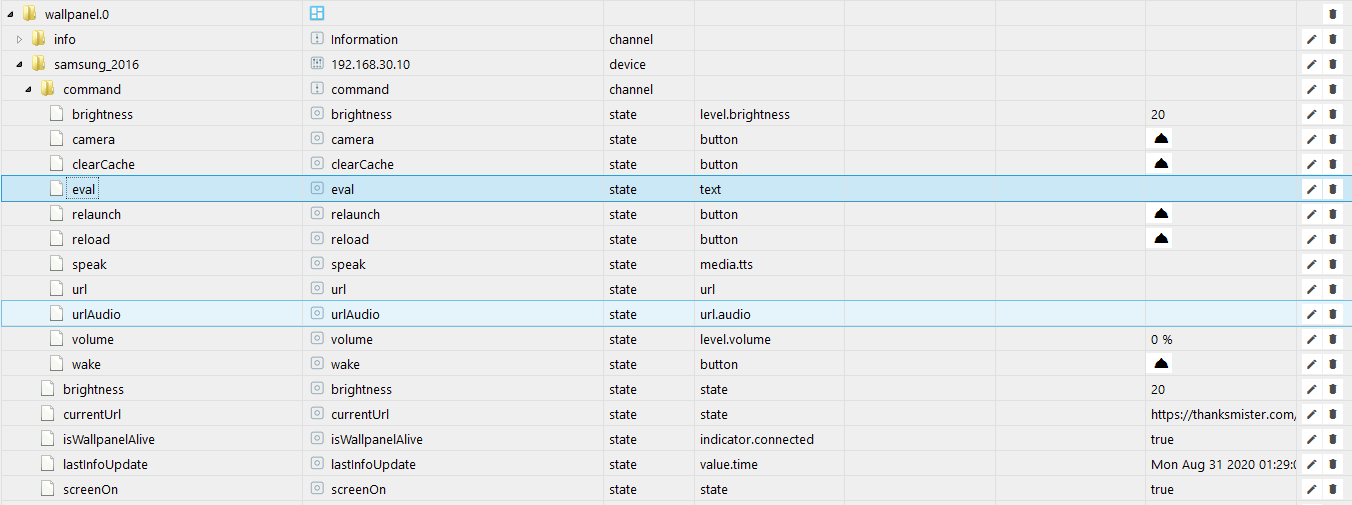 wallpanel.0
info Information channel
samsung_2016 192.168.30.10 device
command command channel
brightness brightness state level.brightness 20
camera camera state button
clearCache clearCache state button
eval eval state text
relaunch relaunch state button
reload reload state button
speak speak state media.tts
url url state url
urlAudio urlAudio state url.audio
volume volume state level.volume 0 %
wake wake state button
brightness brightness state state 20
currentUrl currentUrl state state https://thanksmister.com,
isWallpanelAlive isWallpanelAlive state indicator.connected true
lastInfoUpdate lastInfoUpdate state value.time Mon Aug 31 2020 01:29:0
screenOn screenOn state state true